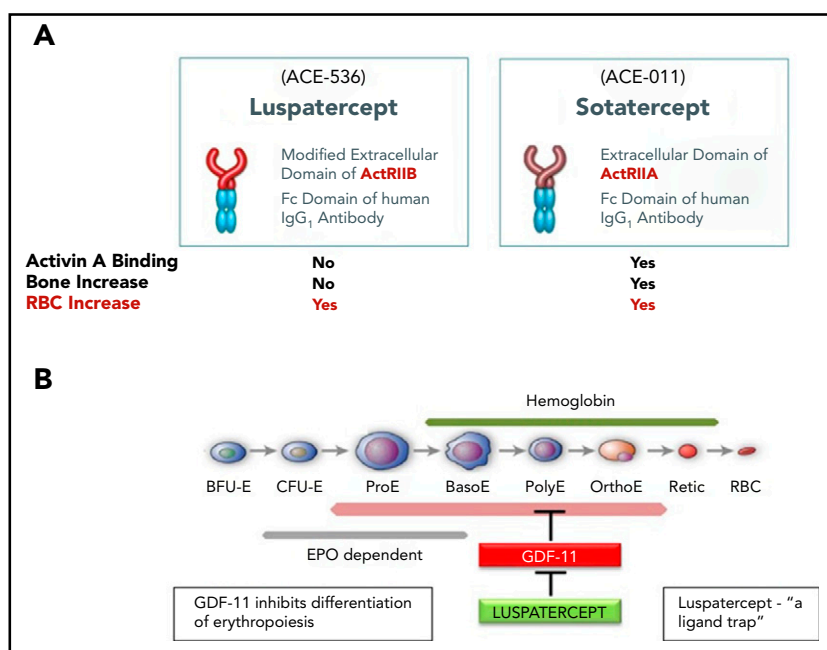 A
(ACE-536)
Luspatercept
Modified Extracellular
Domain of ActRIIB
Fc Domain of human
IgG1 Antibody
(ACE-011)
Sotatercept
Extracellular Domain of
ActRIIA
Fc Domain of human
IgG1 Antibody
Activin A Binding No Yes
Bone Increase No Yes
RBC Increase Yes Yes
B
Hemoglobin
BFU-E CFU-E ProE BasoE PolyE OrthoE Retic RBC
EPO dependent
GDF-11
GDF-11 inhibits differentiation
of erythropoiesis
LUSPATERCEPT
Luspatercept - “a
ligand trap”